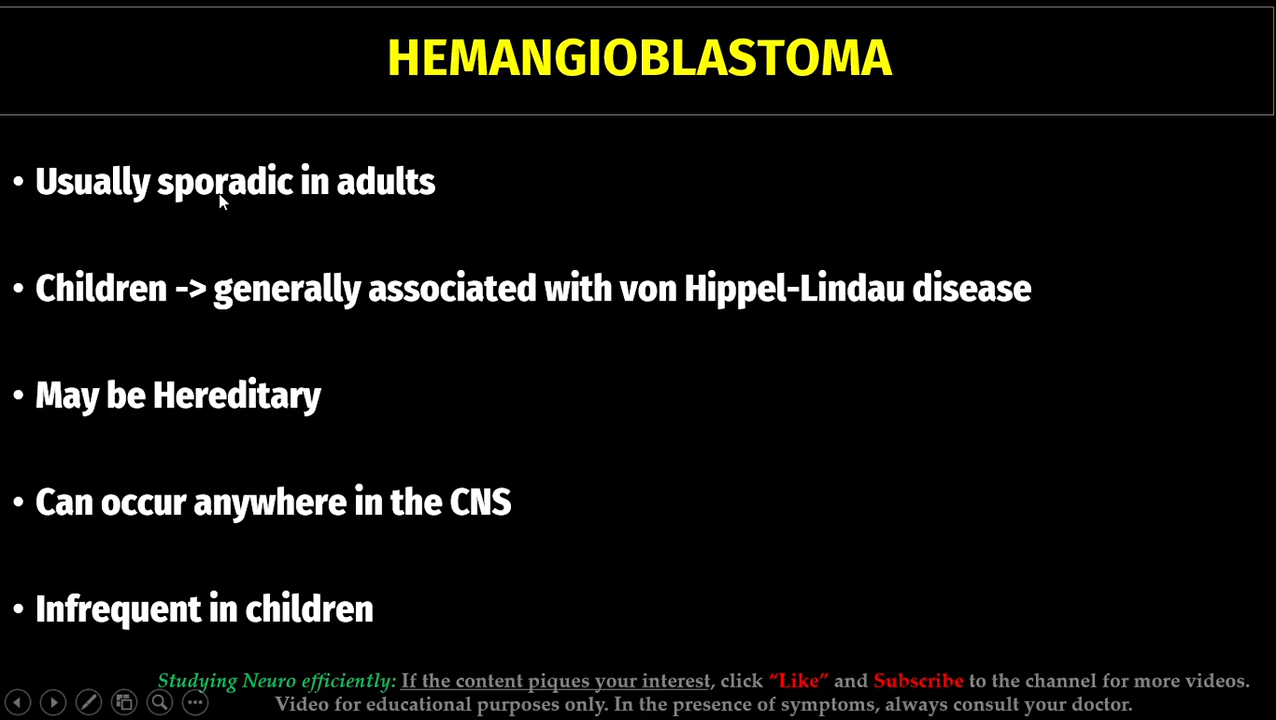 HEMANGIOBLASTOMA
• Usually sporadic in adults
• Children -> generally associated with von Hippel-Lindau disease
• May be Hereditary
• Can occur anywhere in the CNS
• Infrequent in children
Studying Neuro efficiently: If the content piques your interest, click “Like” and Subscribe to the channel for more videos.
Video for educational purposes only. In the presence of symptoms, always consult your doctor.